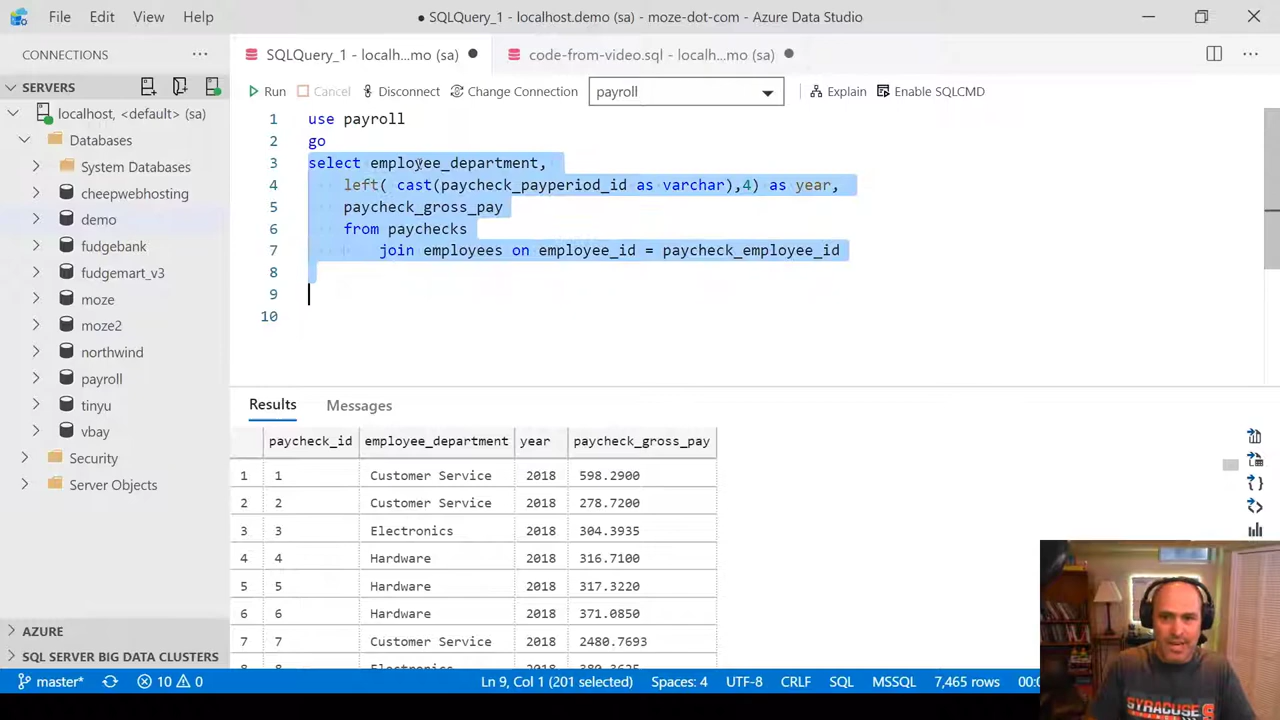 File Edit View Help ● SQLQuery_1 - localhost.demo (sa) - moze-dot-com - Azure Data Studio
CONNECTIONS ...
SQLQuery_1 - localh...mo (sa) ●
code-from-video.sql - localh...mo (sa) ●
SERVERS
Run Cancel Disconnect Change Connection payroll Explain Enable SQLCMD
localhost, <default> (sa)
Databases
System Databases
cheepwebhosting
demo
fudgebank
fudgemart_v3
moze
moze2
northwind
payroll
tinyu
vbay
Security
Server Objects
AZURE
SQL SERVER BIG DATA CLUSTERS
1 use payroll
2 go
3 select employee_department,
4 left( cast(paycheck_payperiod_id as varchar),4) as year,
5 paycheck_gross_pay
6 from paychecks
7 join employees on employee_id = paycheck_employee_id
8
9
10
Results Messages
paycheck_id employee_department year paycheck_gross_pay
1 1 Customer Service 2018 598.2900
2 2 Customer Service 2018 278.7200
3 3 Electronics 2018 304.3935
4 4 Hardware 2018 316.7100
5 5 Hardware 2018 317.3220
6 6 Hardware 2018 371.0850
7 7 Customer Service 2018 2480.7693
8 8 Electronics 2018 380.3625
master* 10 0 Ln 9, Col 1 (201 selected) Spaces: 4 UTF-8 CRLF SQL MSSQL 7,465 rows 00:0
SYRACUSE